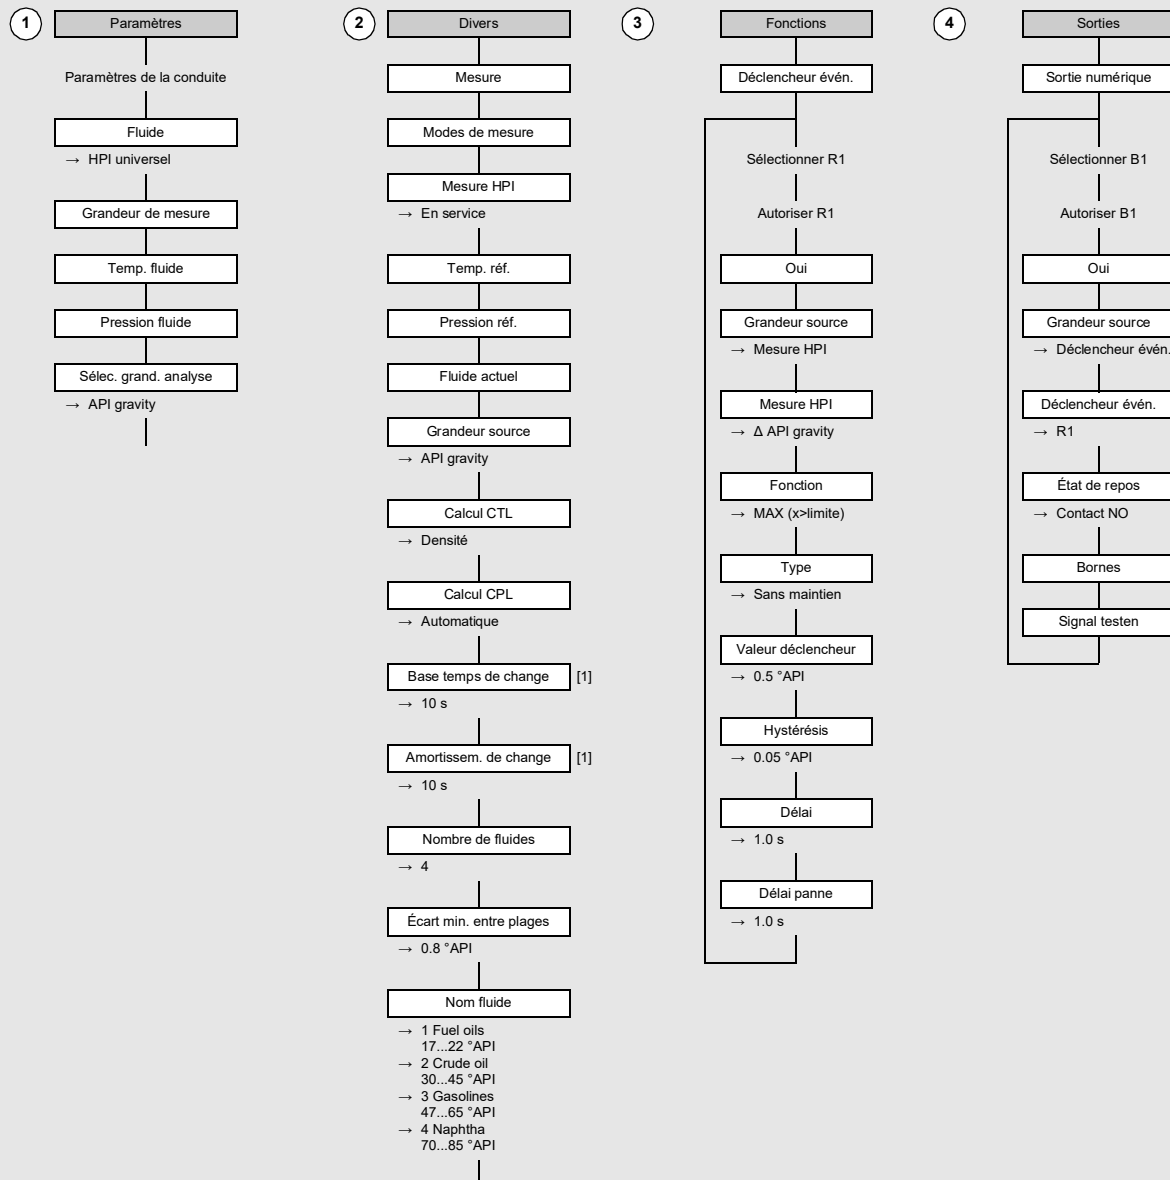 1
Paramètres
Paramètres de la conduite
Fluide
→ HPI universel
Grandeur de mesure
Temp. fluide
Pression fluide
Sélec. grand. analyse
→ API gravity
2
Divers
Mesure
Modes de mesure
Mesure HPI
→ En service
Temp. réf.
Pression réf.
Fluide actuel
Grandeur source
→ API gravity
Calcul CTL
→ Densité
Calcul CPL
→ Automatique
Base temps de change [1]
→ 10 s
Amortissem. de change [1]
→ 10 s
Nombre de fluides
→ 4
Écart min. entre plages
→ 0.8 °API
Nom fluide
→ 1 Fuel oils
17...22 °API
→ 2 Crude oil
30...45 °API
→ 3 Gasolines
47...65 °API
→ 4 Naphtha
70...85 °API
3
Fonctions
Déclencheur évén.
Sélectionner R1
Autoriser R1
Oui
Grandeur source
→ Mesure HPI
Mesure HPI
→ Δ API gravity
Fonction
→ MAX (x>limite)
Type
→ Sans maintien
Valeur déclencheur
→ 0.5 °API
Hystérésis
→ 0.05 °API
Délai
→ 1.0 s
Délai panne
→ 1.0 s
4
Sorties
Sortie numérique
Sélectionner B1
Autoriser B1
Oui
Grandeur source
→ Déclencheur évén.
Déclencheur évén.
→ R1
État de repos
→ Contact NO
Bornes
Signal testen